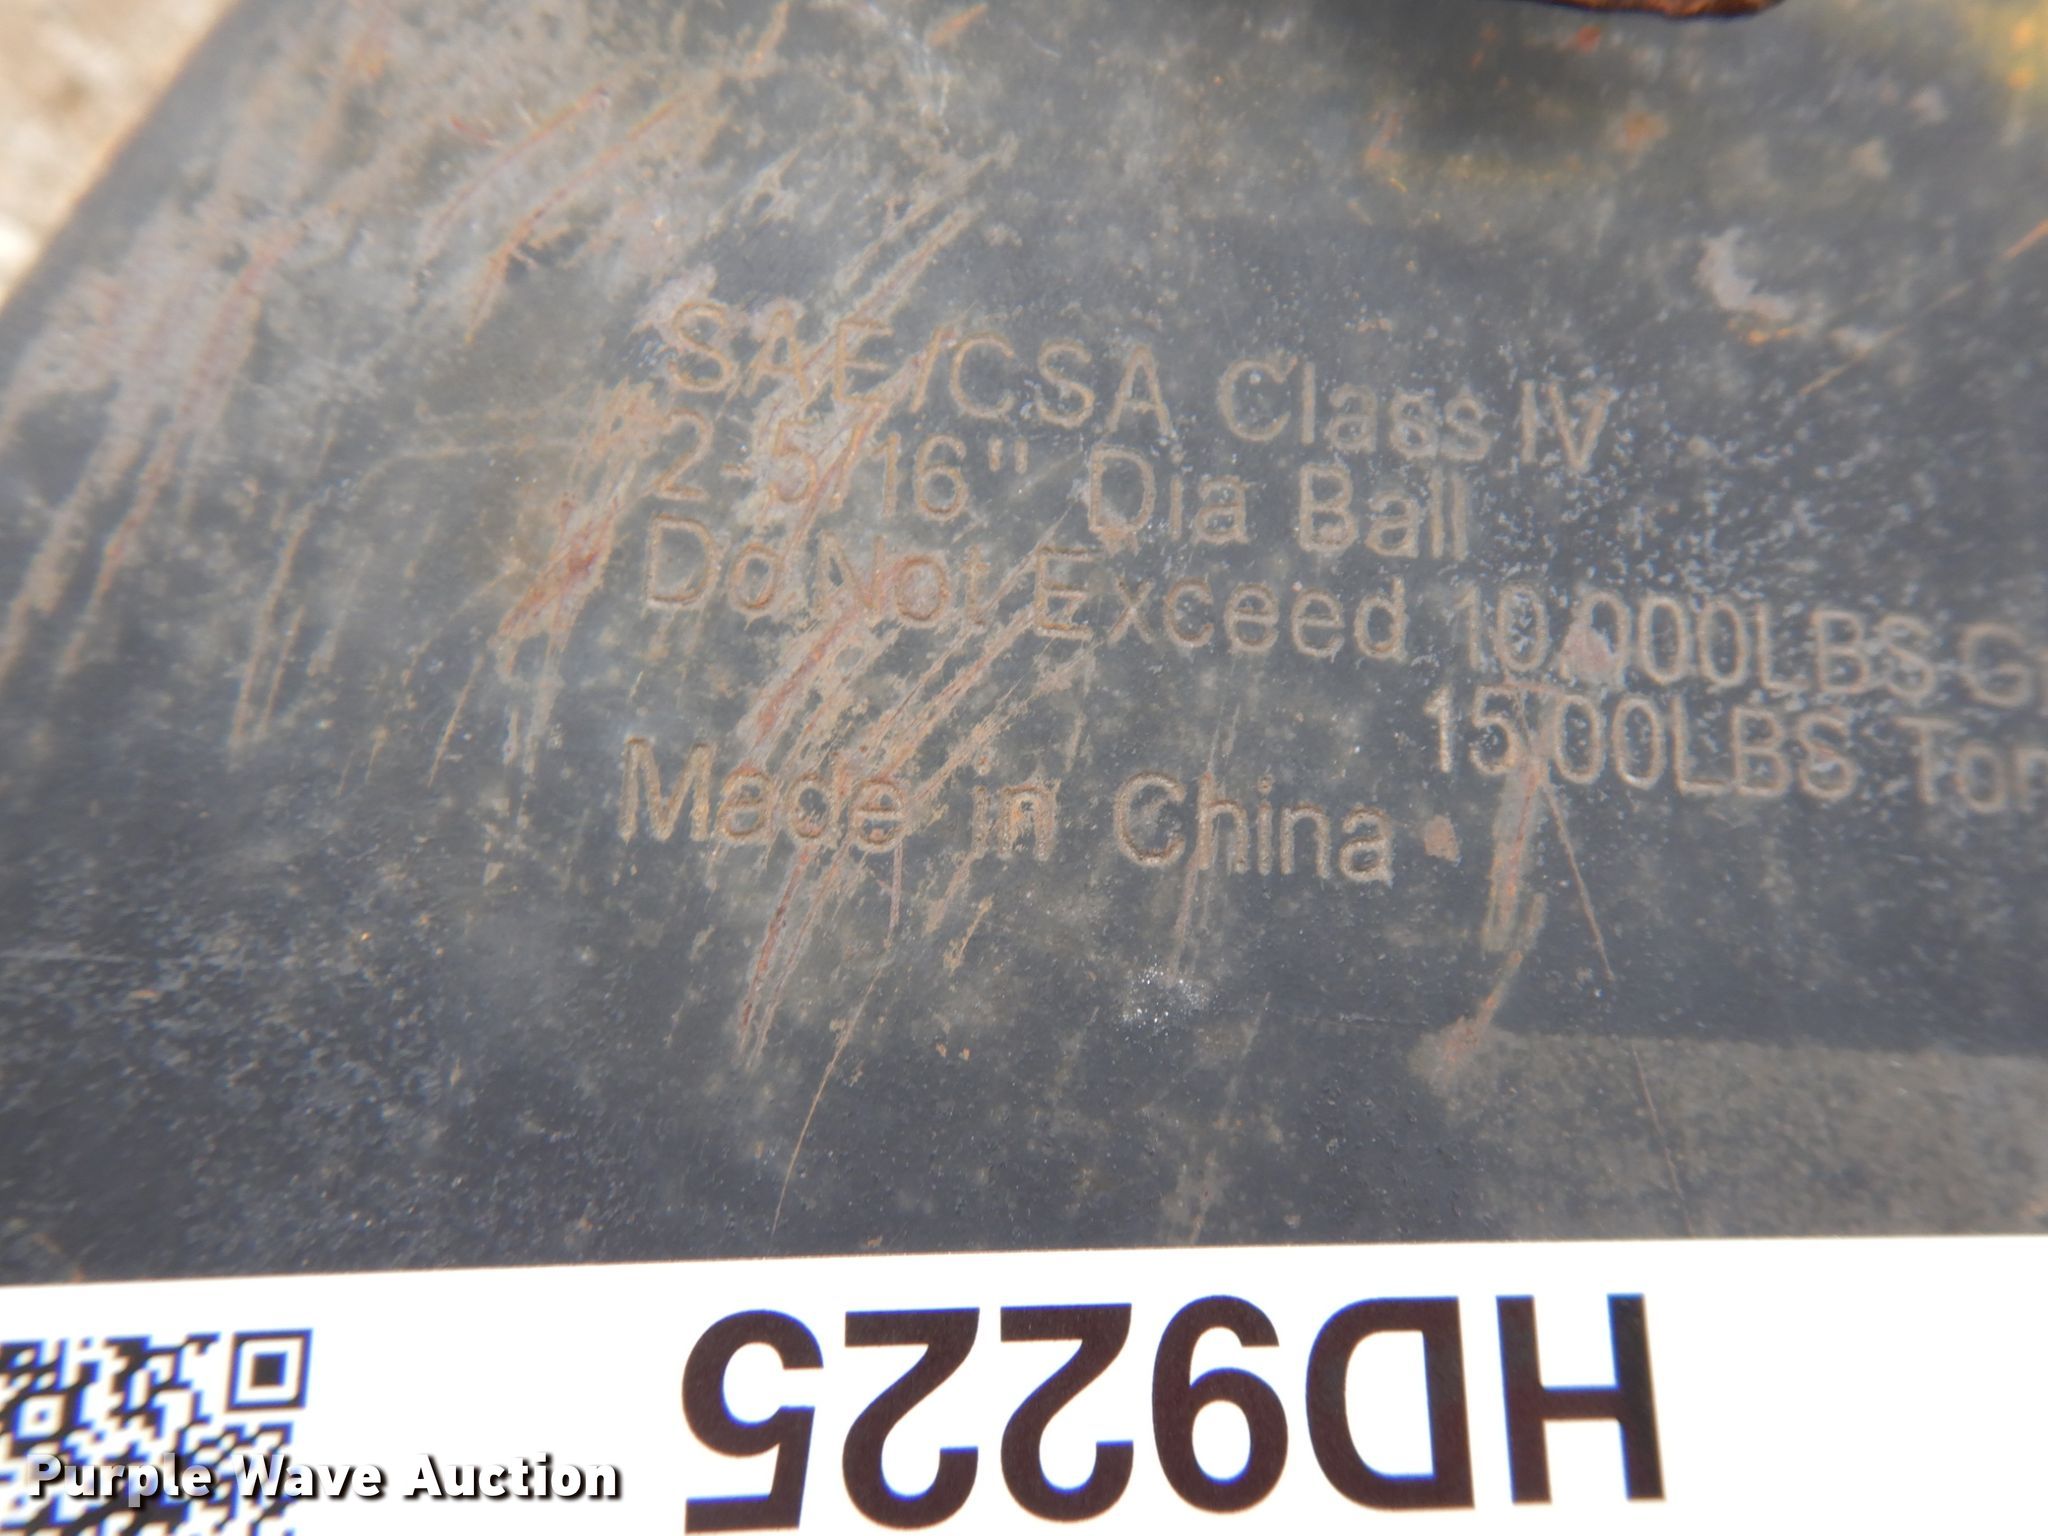 SAE/CSA Class IV
2-5/16" Dia Ball
Do Not Exceed 10,000LBS G
1500LBS Ton
Made in China
HD9225
Purple Wave Auction